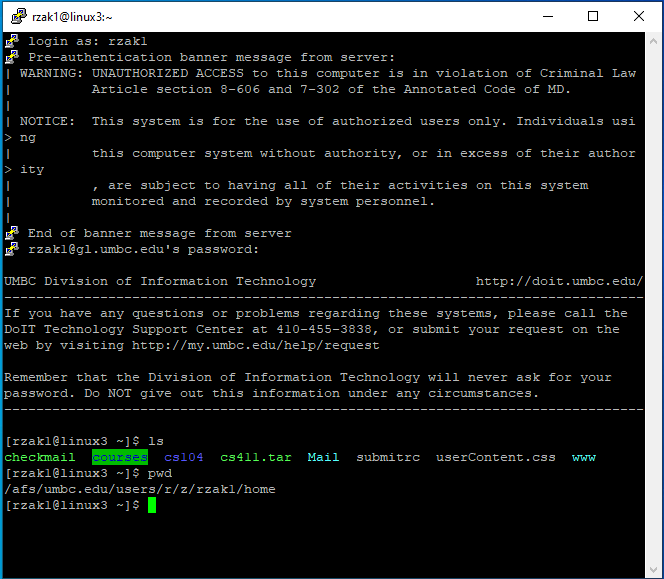 rzak1@linux3:~
login as: rzak1
Pre-authentication banner message from server:
| WARNING: UNAUTHORIZED ACCESS to this computer is in violation of Criminal Law
|          Article section 8-606 and 7-302 of the Annotated Code of MD.
|
| NOTICE:  This system is for the use of authorized users only. Individuals usi
> ng
|          this computer system without authority, or in excess of their author
> ity
|          , are subject to having all of their activities on this system
|          monitored and recorded by system personnel.
|
End of banner message from server
rzak1@gl.umbc.edu's password:
UMBC Division of Information Technology                    http://doit.umbc.edu/
--------------------------------------------------------------------------------
If you have any questions or problems regarding these systems, please call the
DoIT Technology Support Center at 410-455-3838, or submit your request on the
web by visiting http://my.umbc.edu/help/request
Remember that the Division of Information Technology will never ask for your
password. Do NOT give out this information under any circumstances.
--------------------------------------------------------------------------------
[rzak1@linux3 ~]$ ls
checkmail  courses  cs104  cs411.tar  Mail  submitrc  userContent.css  www
[rzak1@linux3 ~]$ pwd
/afs/umbc.edu/users/r/z/rzak1/home
[rzak1@linux3 ~]$